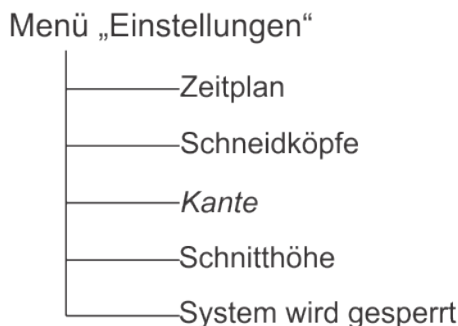 Menü „Einstellungen“
Zeitplan
Schneidköpfe
Kante
Schnitthöhe
System wird gesperrt